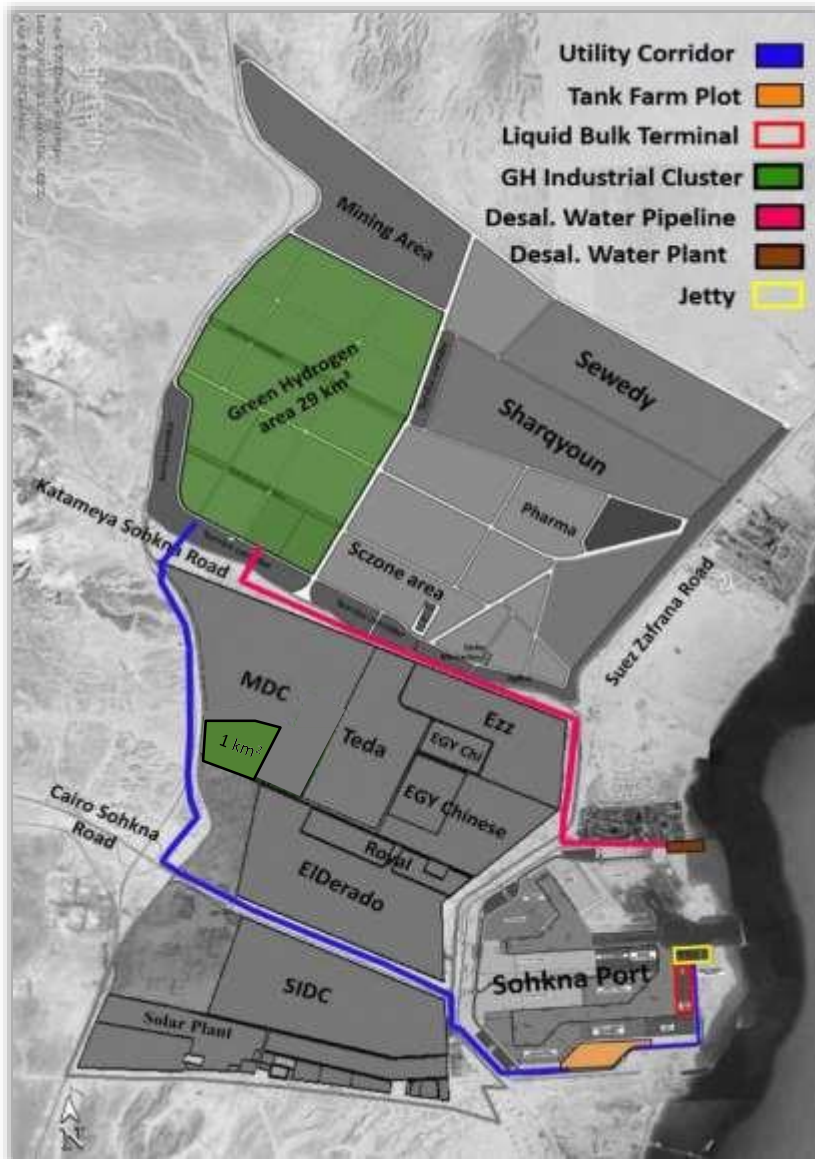 Utility Corridor
Tank Farm Plot
Liquid Bulk Terminal
GH Industrial Cluster
Desal. Water Pipeline
Desal. Water Plant
Jetty
Mining Area
Green Hydrogen
area 29 km²
Sewedy
Sharqyoun
Pharma
Katameya Sohkna Road
Sczone area
Suez Zafrana Road
MDC
1 km²
Teda
Ezz
EGY Chi
EGY Chinese
Cairo Sohkna
Road
Royal
ElDerado
SIDC
Sohkna Port
Solar Plant
N